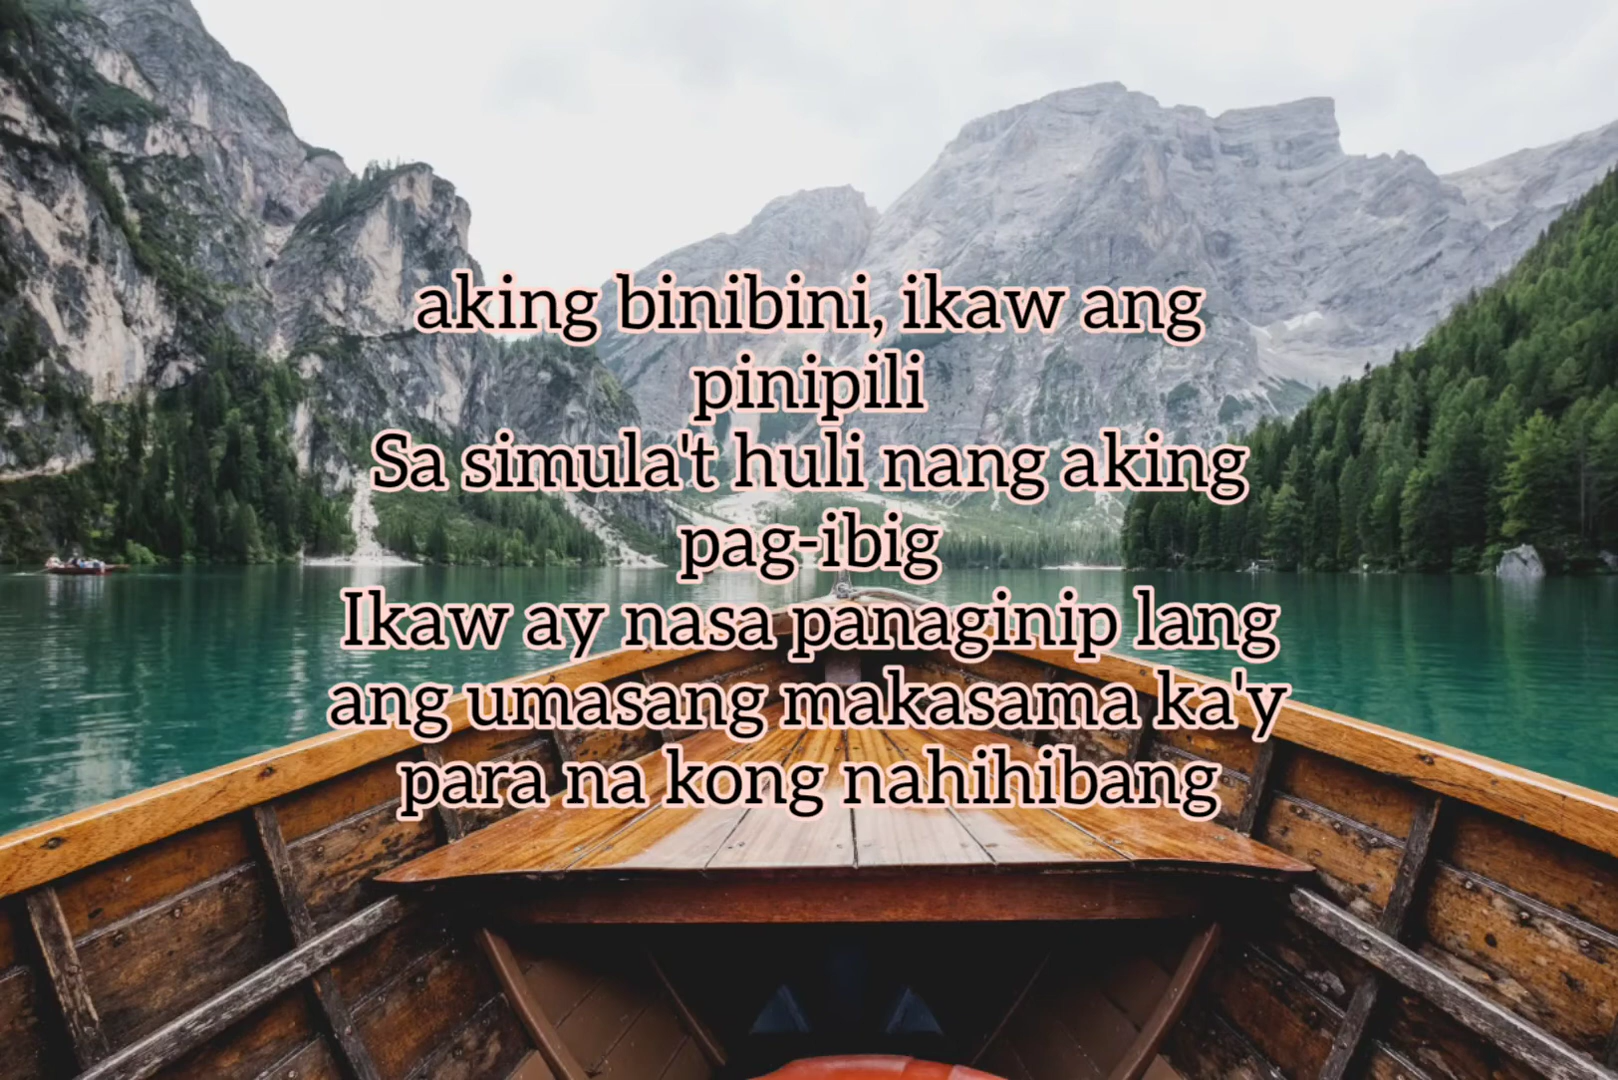 aking binibini, ikaw ang
pinipili
Sa simula't huli nang aking
pag-ibig
Ikaw ay nasa panaginip lang
ang umasang makasama ka'y
para na kong nahihibang